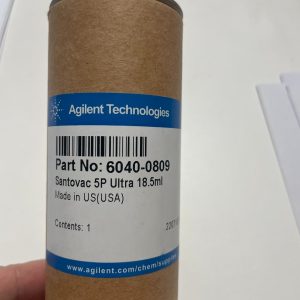 Agilent Technologies
Part No: 6040-0809
Santovac 5P Ultra 18.5ml
Made in US(USA)
Contents: 1
www.agilent.com/chem/supplies